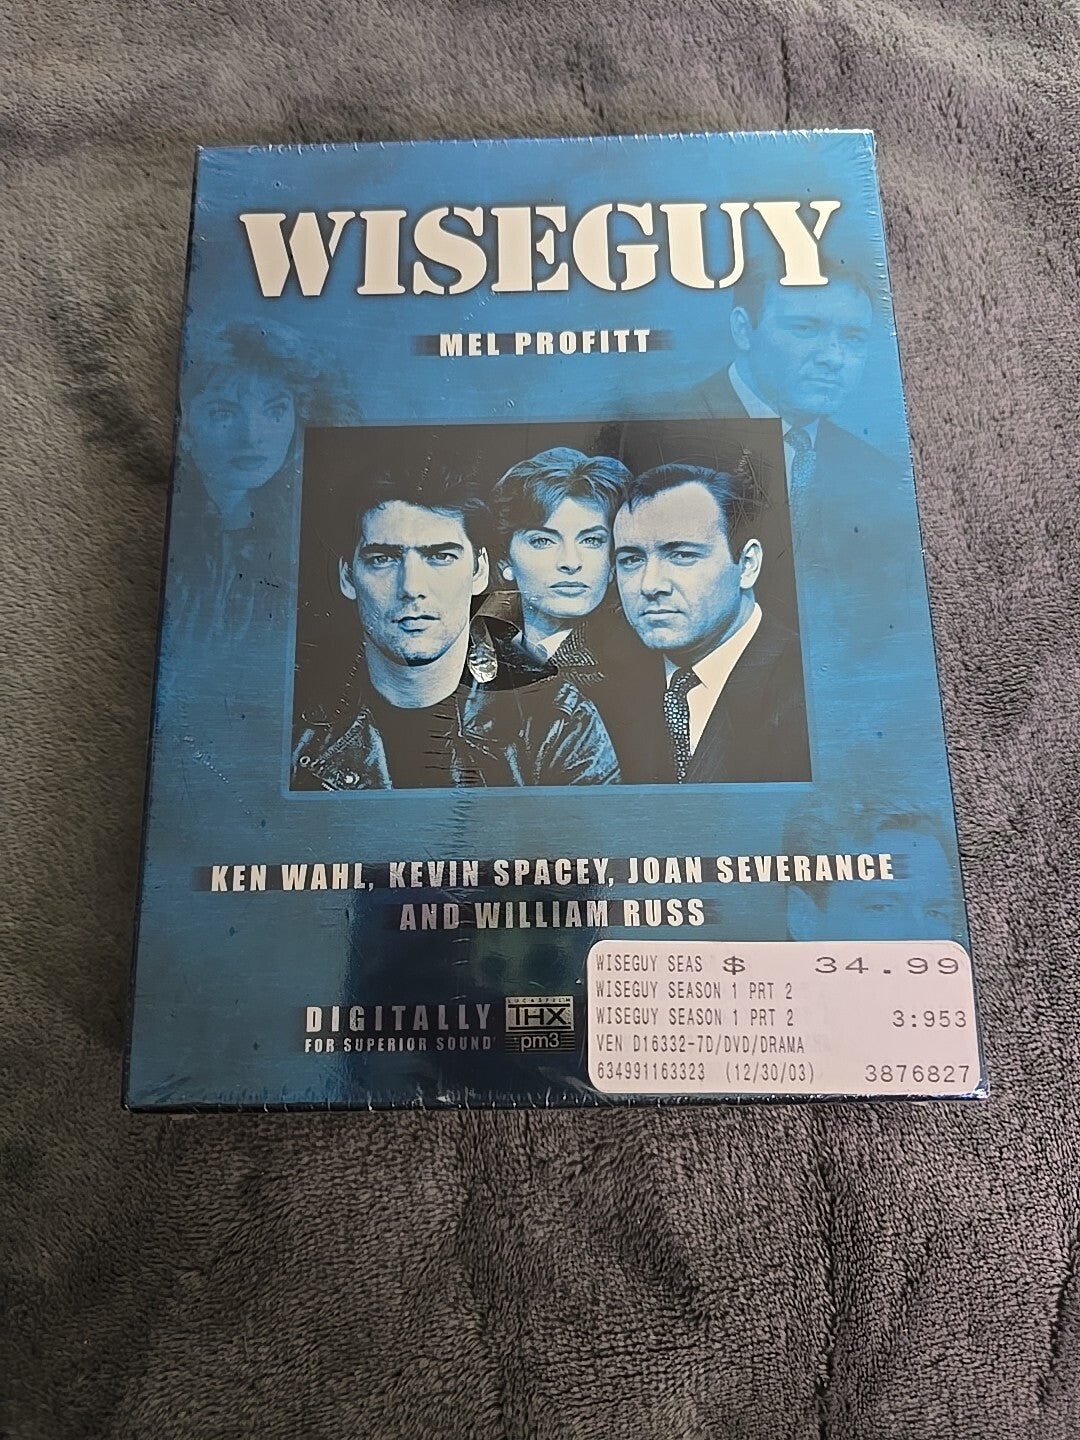 WISEGUY
MEL PROFITT
KEN WAHL, KEVIN SPACEY, JOAN SEVERANCE
AND WILLIAM RUSS
DIGITALLY
FOR SUPERIOR SOUND
LUCASFILM
THX
pm3
WISEGUY SEAS $ 34.99
WISEGUY SEASON 1 PRT 2
WISEGUY SEASON 1 PRT 2 3:953
VEN D16332-7D/DVD/DRAMA
634991163323 (12/30/03) 3876827